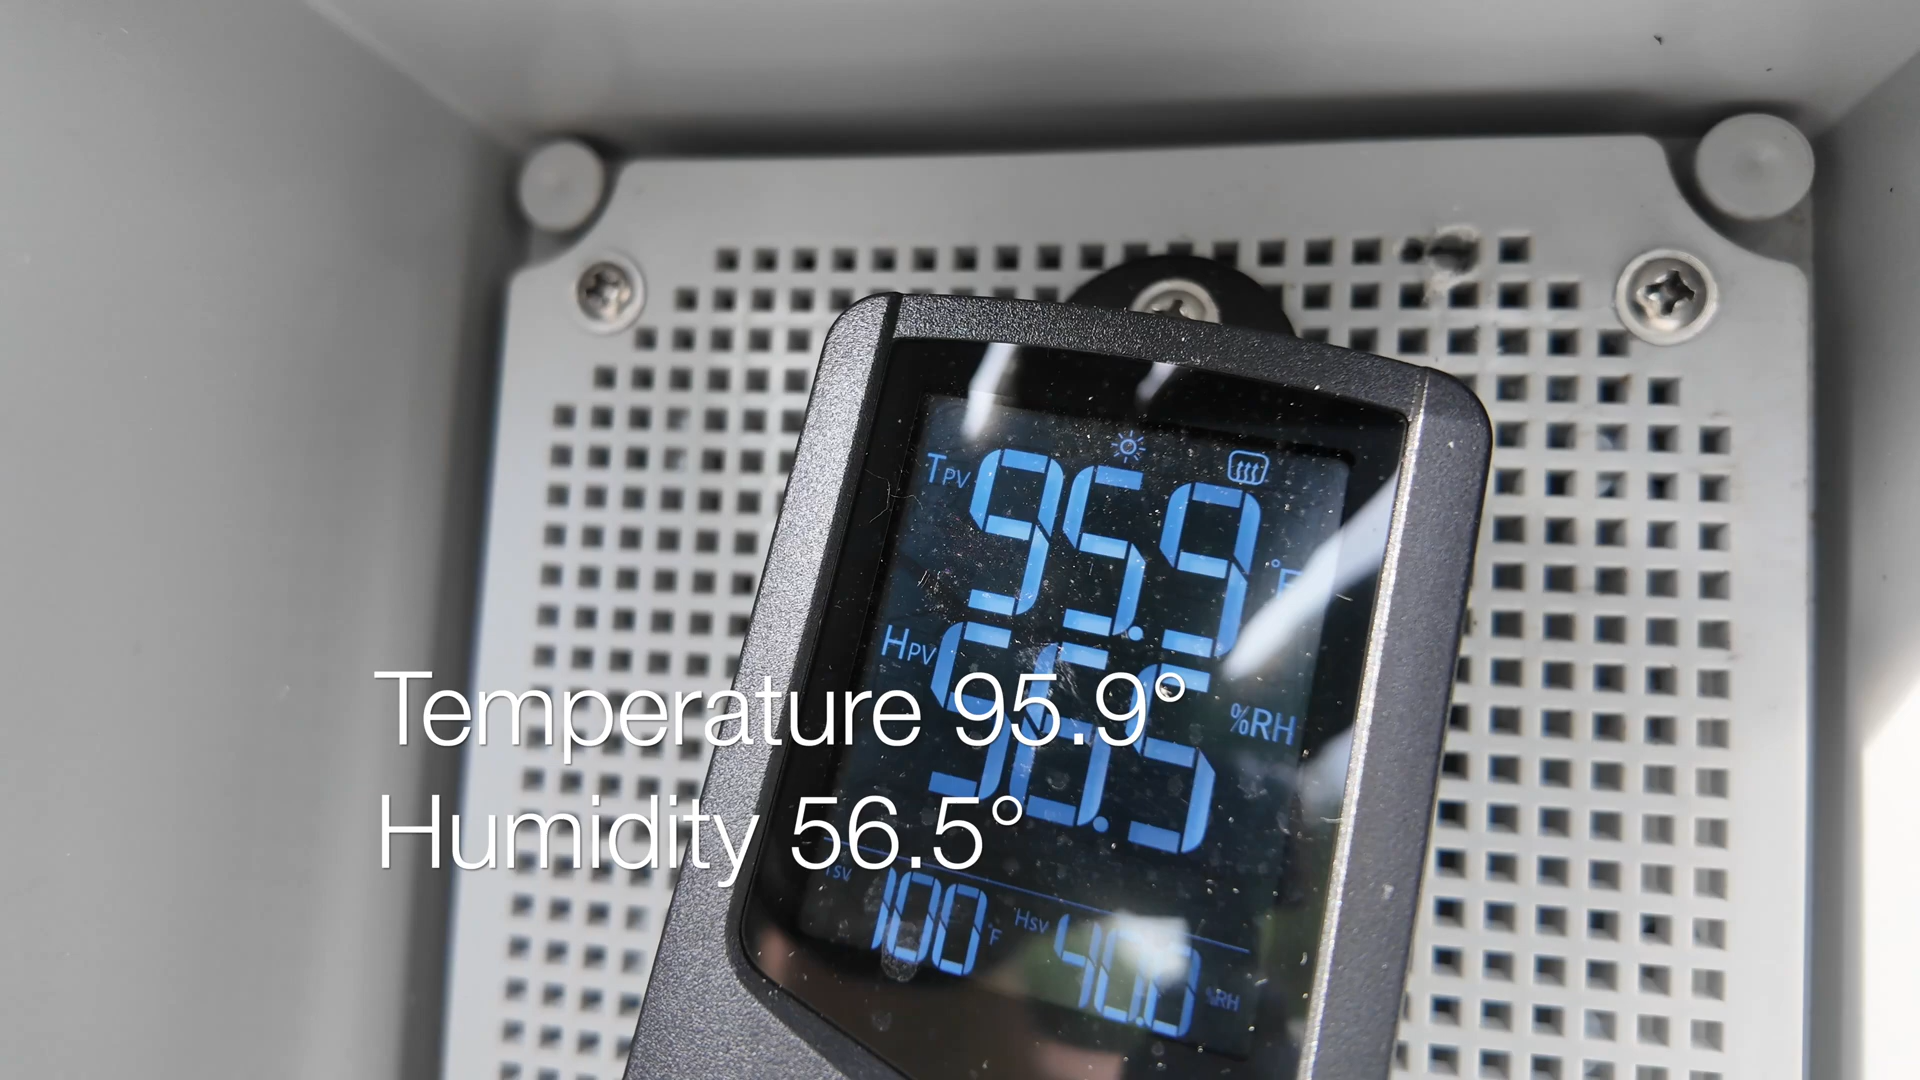 TPV 95.9 °F
HPV 56.5 %RH
Temperature 95.9°
Humidity 56.5°
TSV 100 °F HSV 40.0 %RH